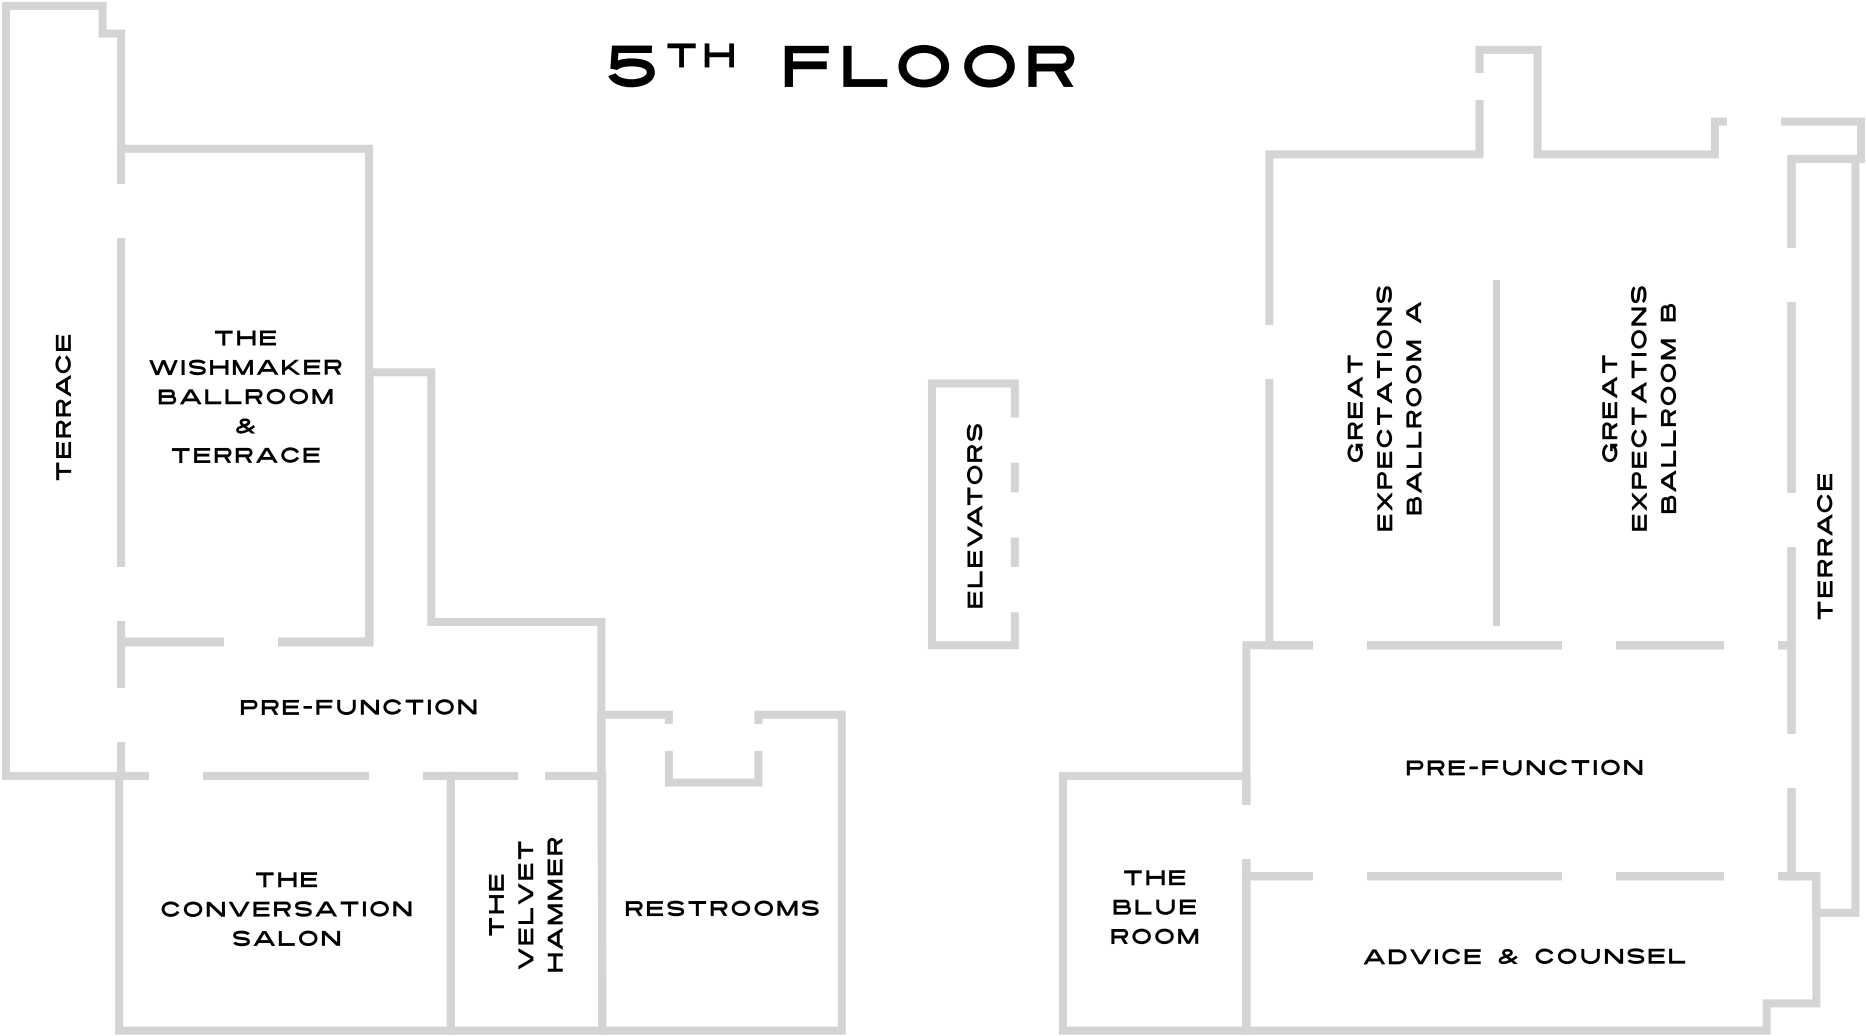 5TH FLOOR
TERRACE
THE
WISHMAKER
BALLROOM
&
TERRACE
PRE-FUNCTION
THE
CONVERSATION
SALON
THE
VELVET
HAMMER
RESTROOMS
ELEVATORS
GREAT
EXPECTATIONS
BALLROOM A
GREAT
EXPECTATIONS
BALLROOM B
TERRACE
PRE-FUNCTION
THE
BLUE
ROOM
ADVICE & COUNSEL